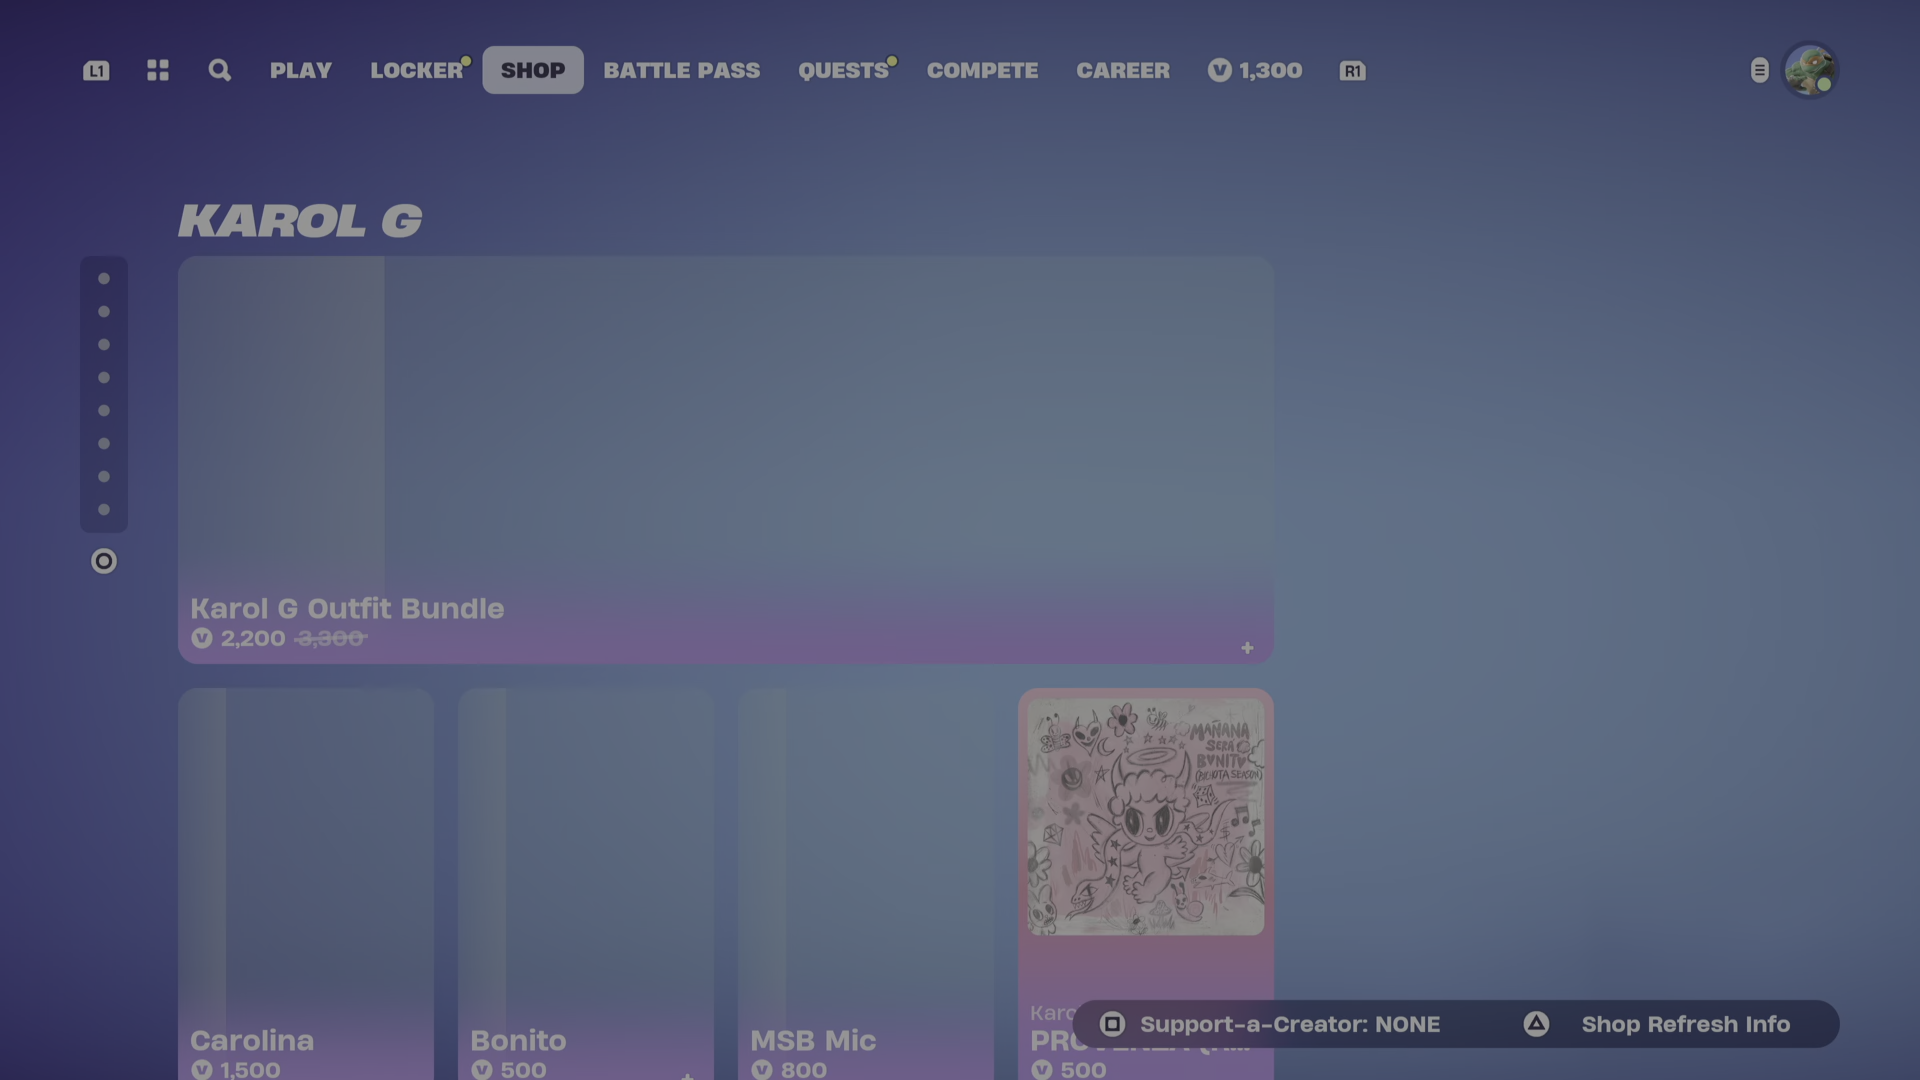 L1 PLAY LOCKER SHOP BATTLE PASS QUESTS COMPETE CAREER V 1,300 R1
KAROL G
Karol G Outfit Bundle
V 2,200 3,300
MAÑANA
SERÁ
BONITO
(BICHOTA SEASON)
Carolina
V 1,500
Bonito
V 500
MSB Mic
V 800
V 500
Support-a-Creator: NONE
Shop Refresh Info